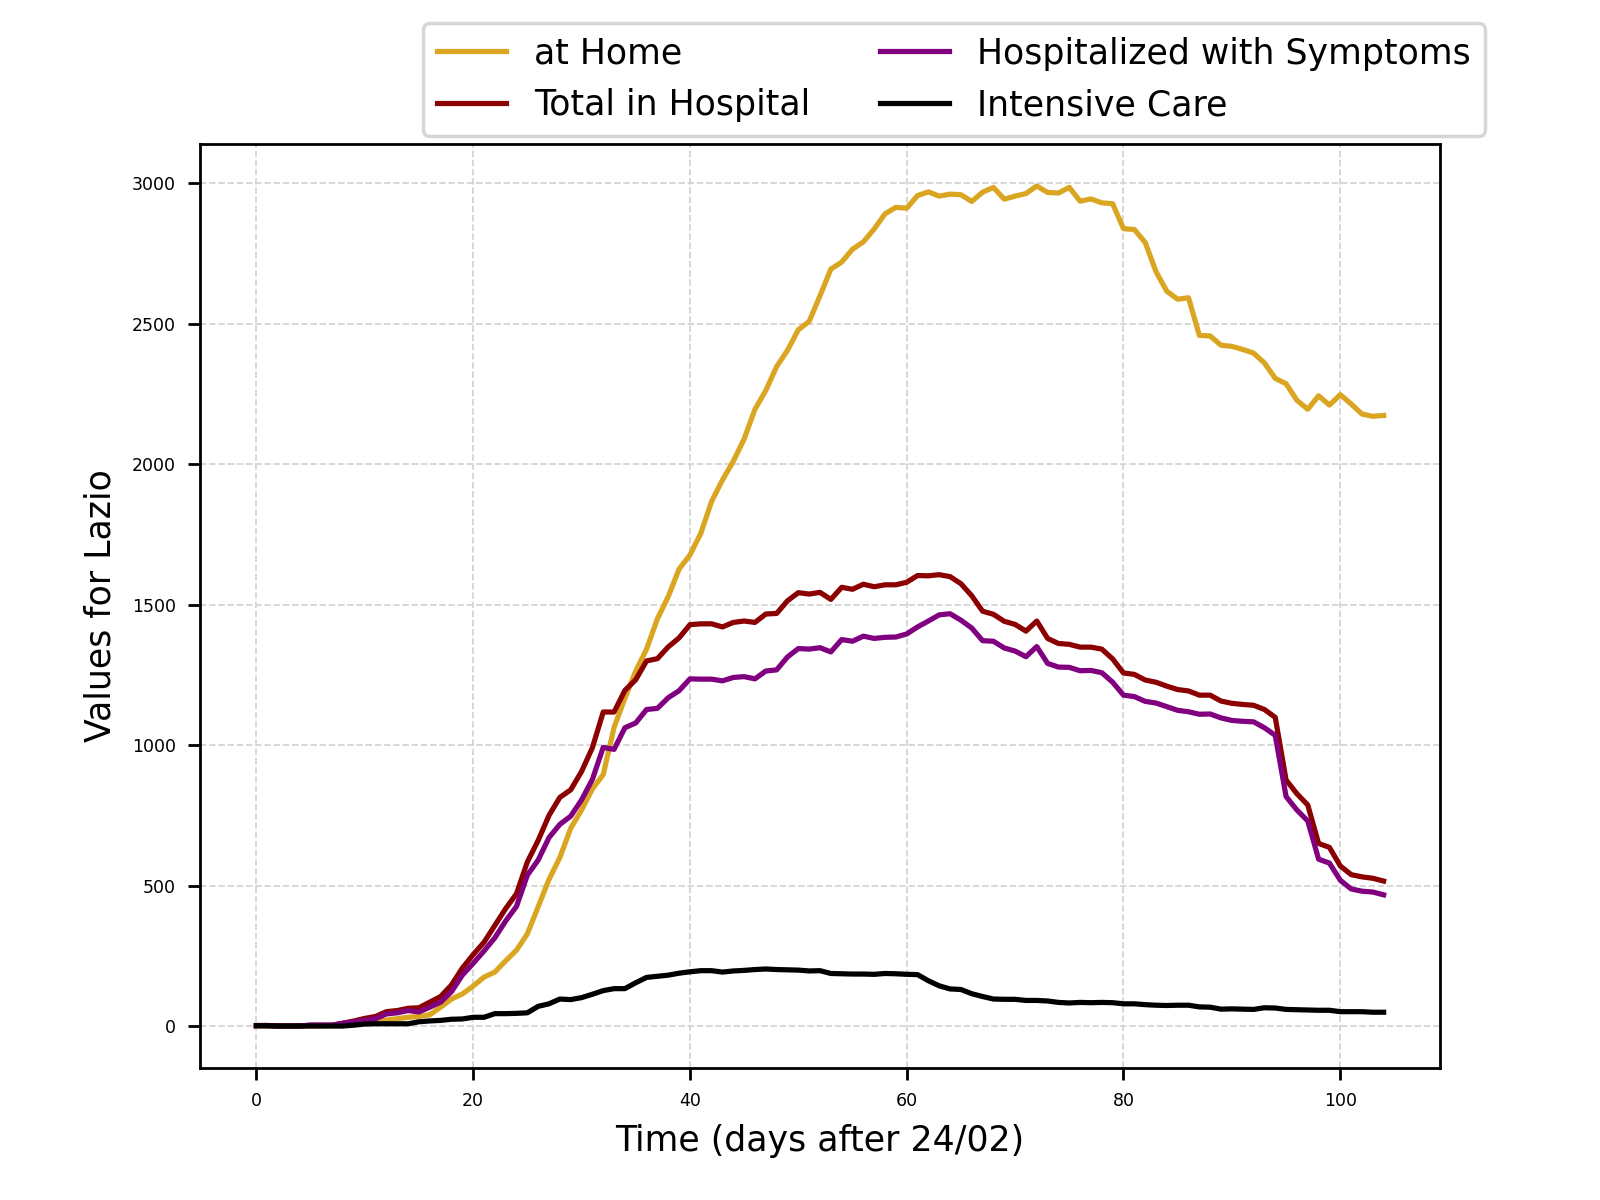 at Home
Hospitalized with Symptoms
Total in Hospital
Intensive Care
3000
2500
2000
1500
1000
500
0
Values for Lazio
0 20 40 60 80 100
Time (days after 24/02)